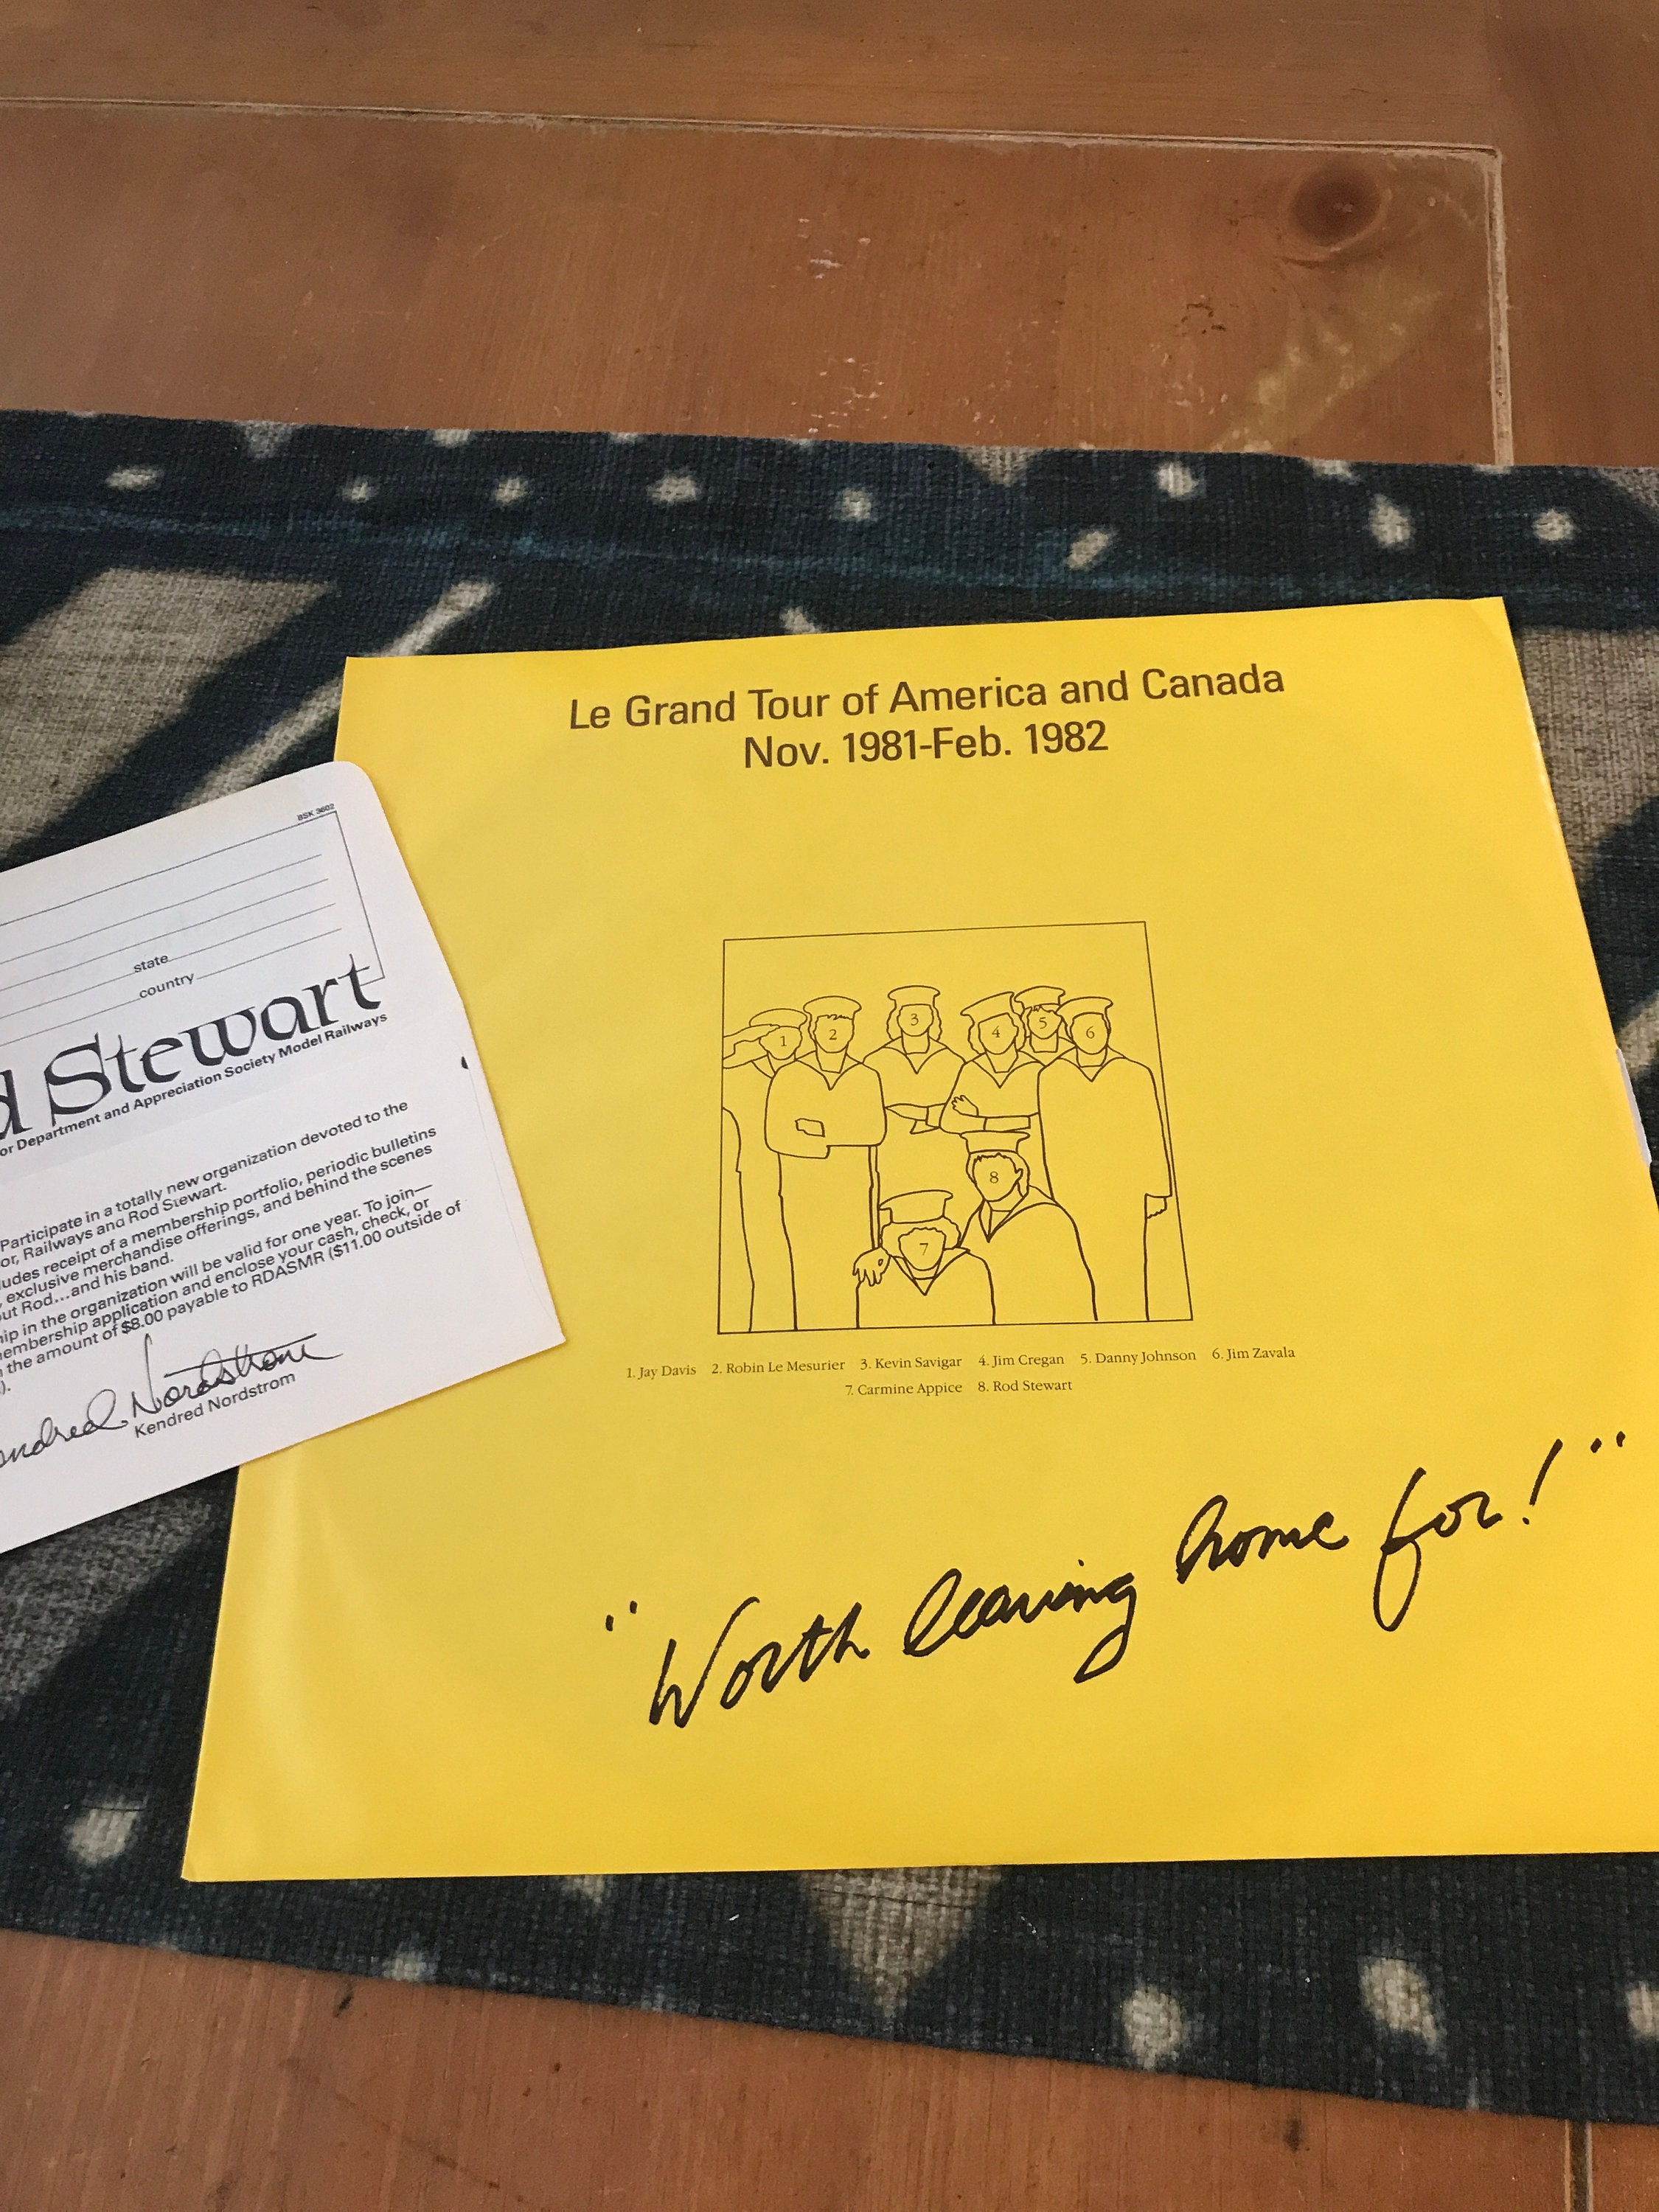 Le Grand Tour of America and Canada
Nov. 1981-Feb. 1982
1 2 3 4 5 6
8
7
1. Jay Davis 2. Robin Le Mesurier 3. Kevin Savigar 4. Jim Cregan 5. Danny Johnson 6. Jim Zavala
7. Carmine Appice 8. Rod Stewart
"Worth leaving home for!"
BSK 3602
state
country
Stewart
Department and Appreciation Society Model Railways
Participate in a totally new organization devoted to the
Railways and Rod Stewart.
receipt of a membership portfolio, periodic bulletins
exclusive merchandise offerings, and behind the scenes
Rod...and his band.
in the organization will be valid for one year. To join—
application and enclose your cash, check, or
the amount of $8.00 payable to RDASMR ($11.00 outside of
Nordstrom
Kendred Nordstrom